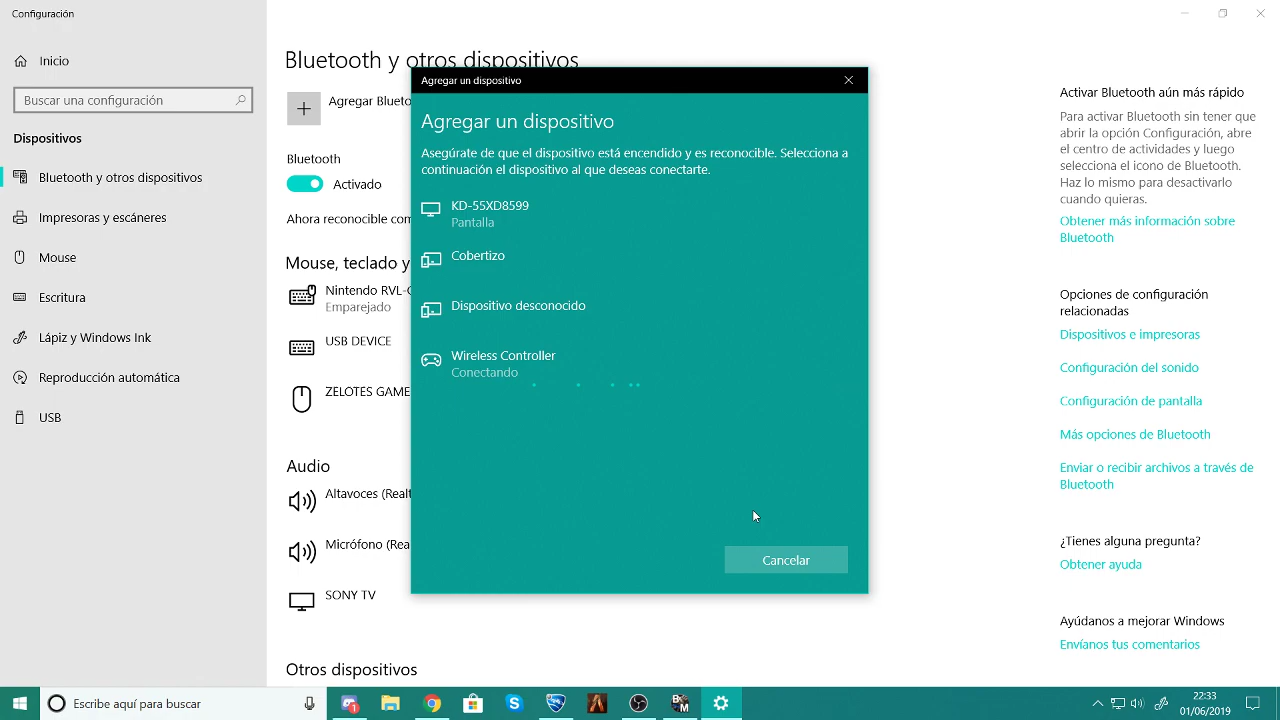 Configuración
Inicio
Buscar una configuración
Dispositivos
Bluetooth y otros dispositivos
Impresoras y escáneres
Mouse
Escritura
Lápiz y Windows Ink
Reproducción automática
USB
Bluetooth y otros dispositivos
Agregar Blueto
Bluetooth
Activado
Ahora reconocible com
Mouse, teclado y
Nintendo RVL-C
Emparejado
USB DEVICE
ZELOTES GAME
Audio
Altavoces (Realt
Micrófono (Rea
SONY TV
Otros dispositivos
Agregar un dispositivo
Agregar un dispositivo
Asegúrate de que el dispositivo está encendido y es reconocible. Selecciona a
continuación el dispositivo al que deseas conectarte.
KD-55XD8599
Pantalla
Cobertizo
Dispositivo desconocido
Wireless Controller
Conectando
Cancelar
Activar Bluetooth aún más rápido
Para activar Bluetooth sin tener que
abrir la opción Configuración, abre
el centro de actividades y luego
selecciona el icono de Bluetooth.
Haz lo mismo para desactivarlo
cuando quieras.
Obtener más información sobre
Bluetooth
Opciones de configuración
relacionadas
Dispositivos e impresoras
Configuración del sonido
Configuración de pantalla
Más opciones de Bluetooth
Enviar o recibir archivos a través de
Bluetooth
¿Tienes alguna pregunta?
Obtener ayuda
Ayúdanos a mejorar Windows
Envíanos tus comentarios
Escribe aquí para buscar
22:33
01/06/2019